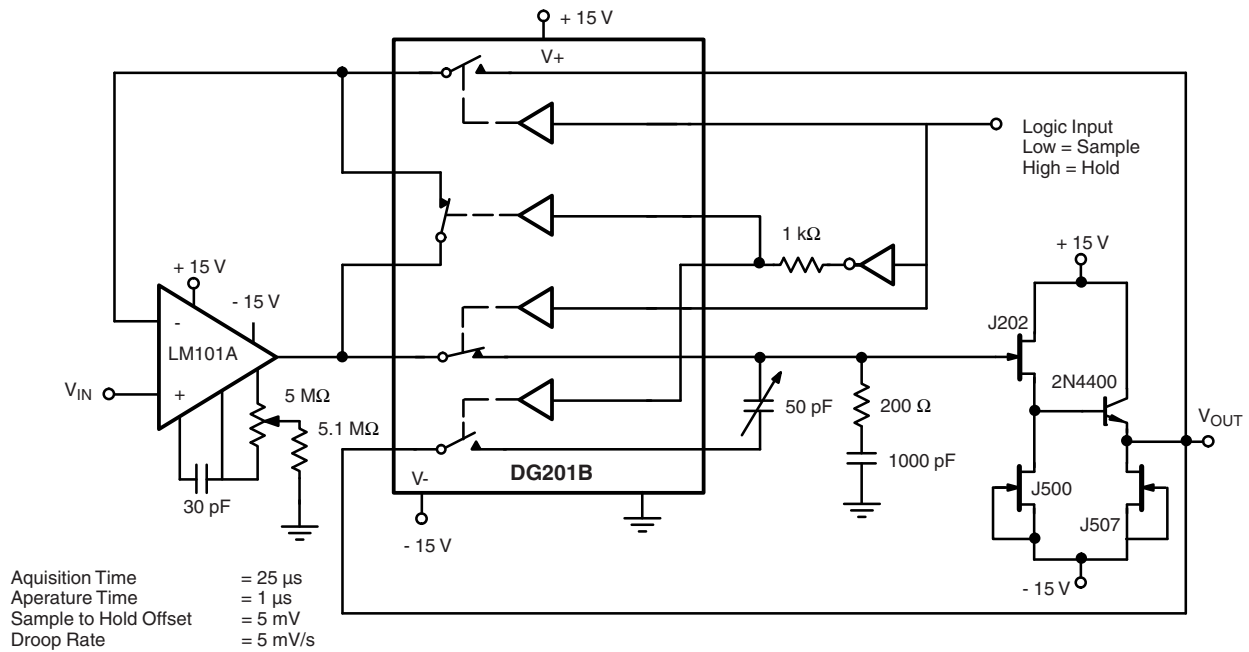 + 15 V
V+
Logic Input
Low = Sample
High = Hold
1 kΩ
+ 15 V
+ 15 V
- 15 V
J202
-
LM101A
2N4400
VIN
+
5 MΩ
50 pF
200 Ω
VOUT
5.1 MΩ
1000 pF
DG201B
V-
J500
30 pF
J507
- 15 V
- 15 V
Aquisition Time = 25 µs
Aperature Time = 1 µs
Sample to Hold Offset = 5 mV
Droop Rate = 5 mV/s